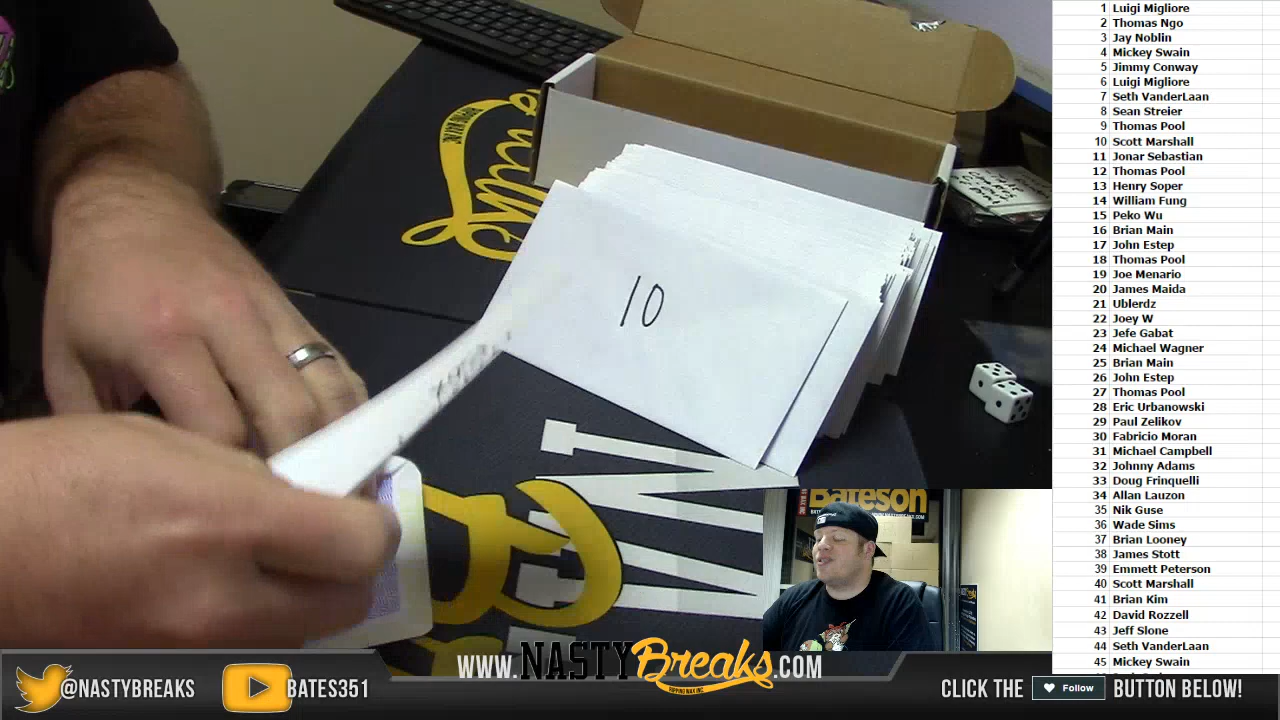 1 Luigi Migliore
2 Thomas Ngo
3 Jay Noblin
4 Mickey Swain
5 Jimmy Conway
6 Luigi Migliore
7 Seth VanderLaan
8 Sean Streier
9 Thomas Pool
10 Scott Marshall
11 Jonar Sebastian
12 Thomas Pool
13 Henry Soper
14 William Fung
15 Peko Wu
16 Brian Main
17 John Estep
18 Thomas Pool
19 Joe Menario
20 James Maida
21 Ublerdz
22 Joey W
23 Jefe Gabat
24 Michael Wagner
25 Brian Main
26 John Estep
27 Thomas Pool
28 Eric Urbanowski
29 Paul Zelikov
30 Fabricio Moran
31 Michael Campbell
32 Johnny Adams
33 Doug Frinquelli
34 Allan Lauzon
35 Nik Guse
36 Wade Sims
37 Brian Looney
38 James Stott
39 Emmett Peterson
40 Scott Marshall
41 Brian Kim
42 David Rozzell
43 Jeff Slone
44 Seth VanderLaan
45 Mickey Swain
10
Bateson
WWW.NASTYBreaks.COM
RIPPING WAX INC
@NASTYBREAKS
BATES351
CLICK THE Follow BUTTON BELOW!